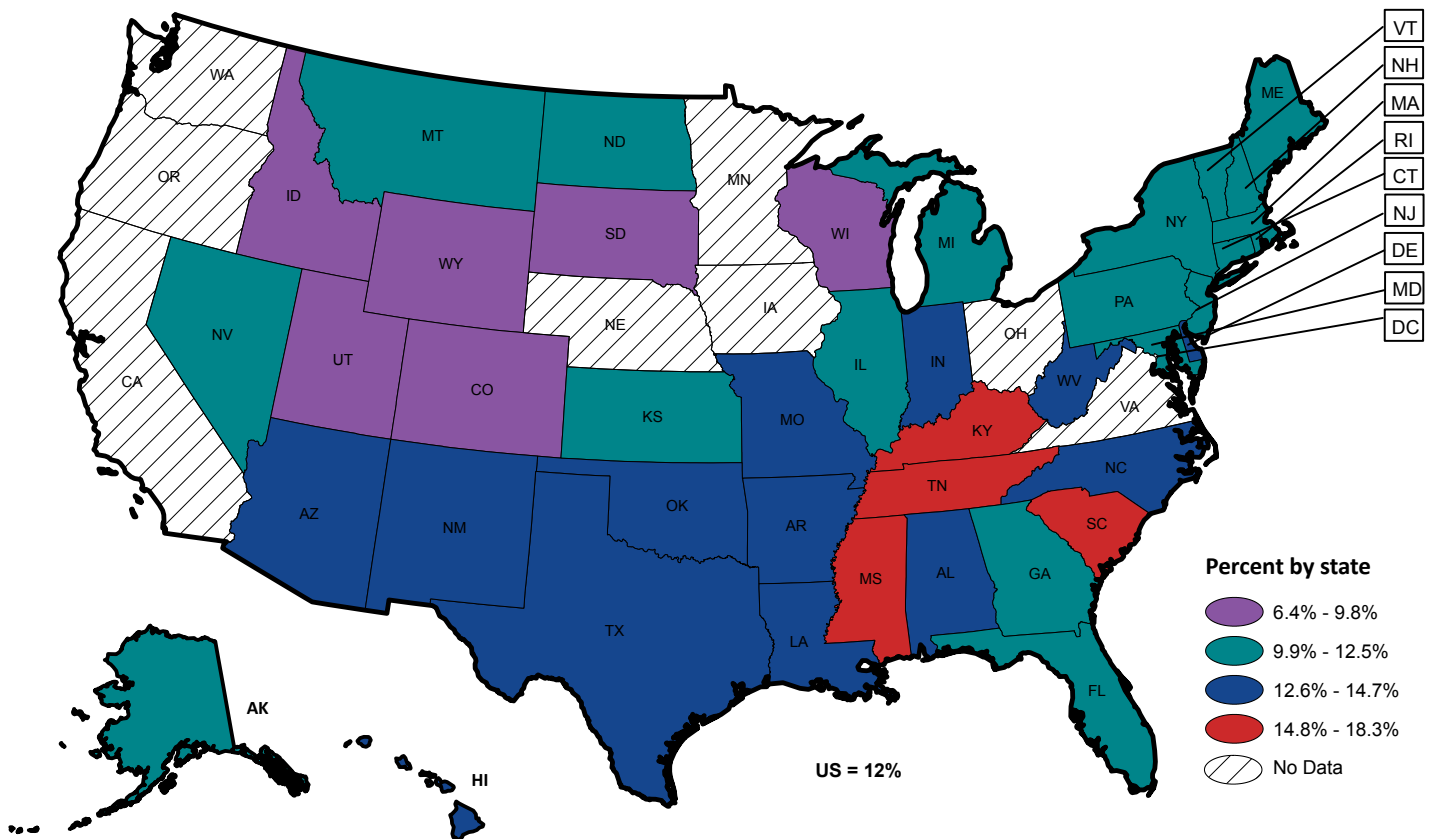 VT
NH
WA
MA
ME
MT
ND
RI
OR
MN
CT
ID
NY
NJ
SD
WI
MI
DE
WY
MD
PA
IA
DC
NE
NV
OH
UT
IL
IN
CA
CO
WV
VA
KS
MO
KY
NC
TN
OK
AZ
NM
AR
SC
MS
AL
GA
Percent by state
6.4% - 9.8%
TX
LA
9.9% - 12.5%
FL
12.6% - 14.7%
AK
14.8% - 18.3%
US = 12%
No Data
HI